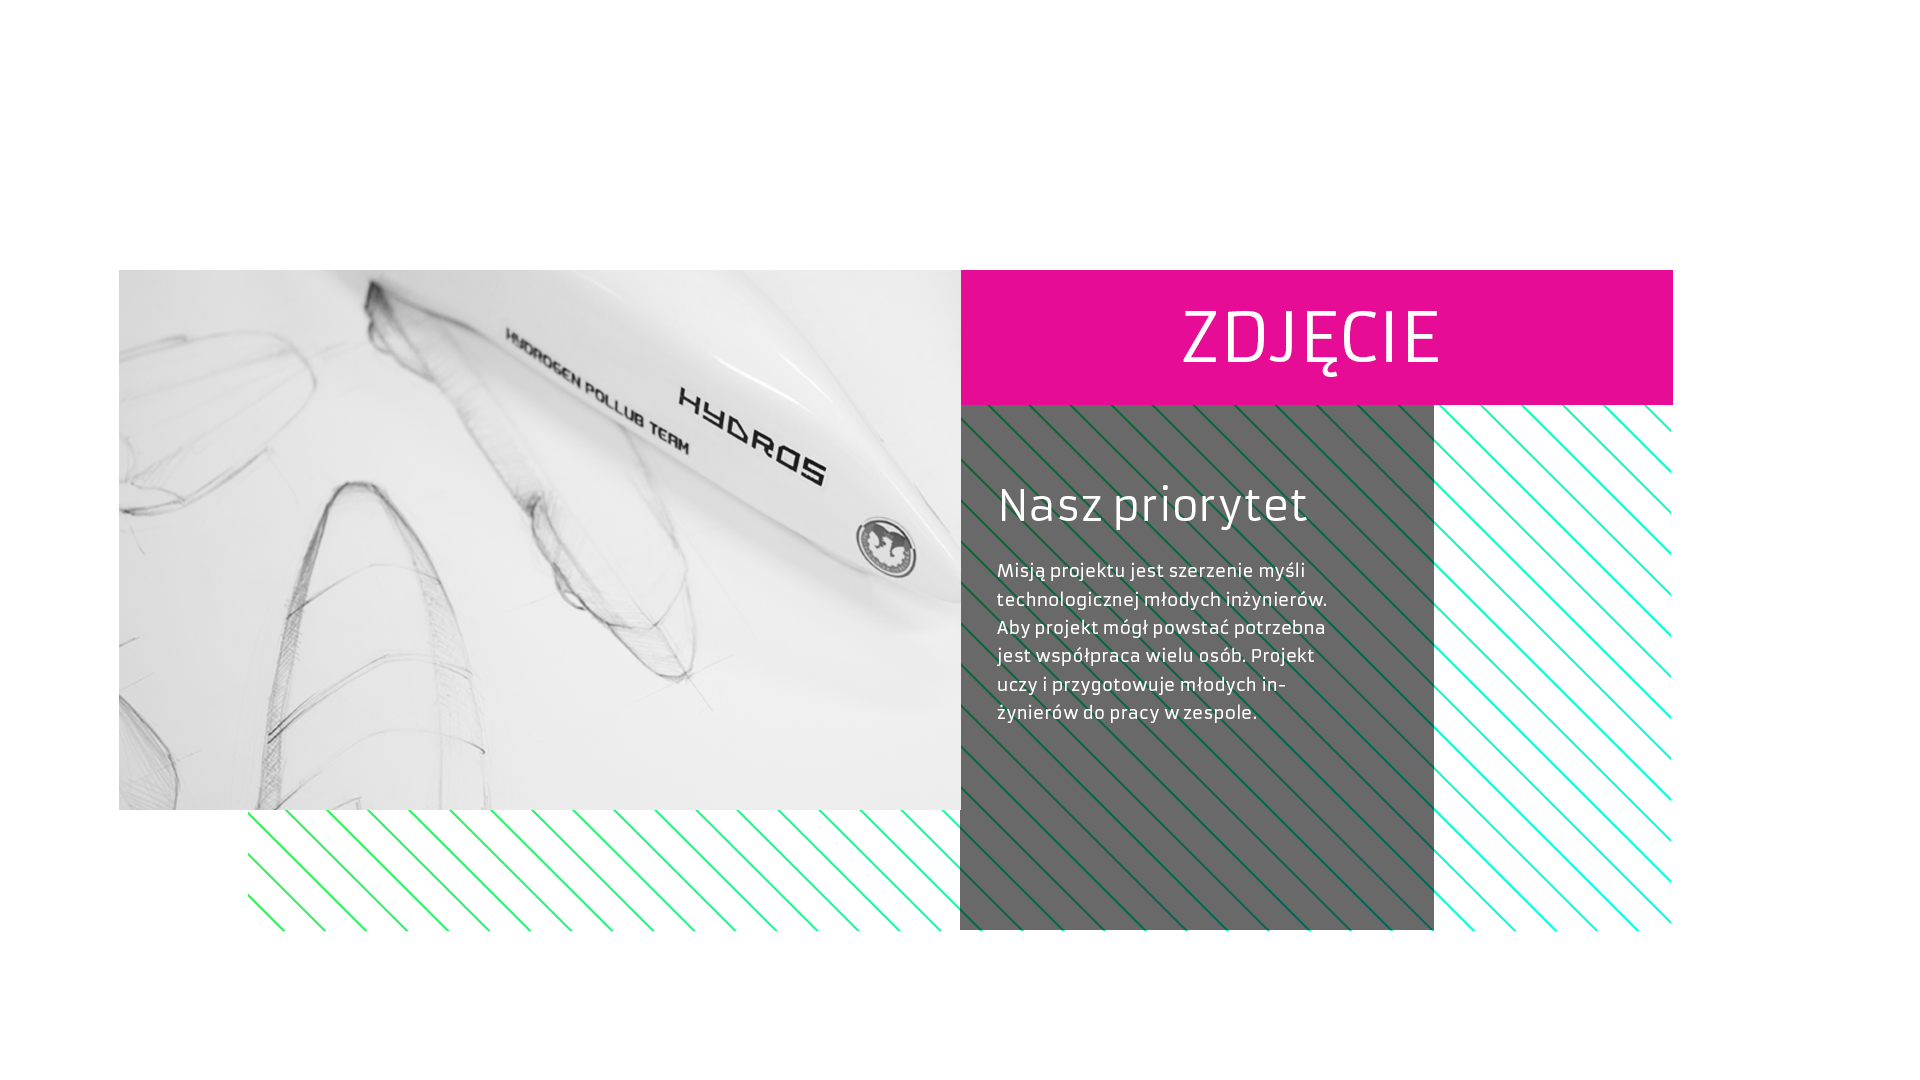 HYDROGEN POLLUB TEAM
HYDROS
ZDJĘCIE
Nasz priorytet
Misją projektu jest szerzenie myśli
technologicznej młodych inżynierów.
Aby projekt mógł powstać potrzebna
jest współpraca wielu osób. Projekt
uczy i przygotowuje młodych in-
żynierów do pracy w zespole.